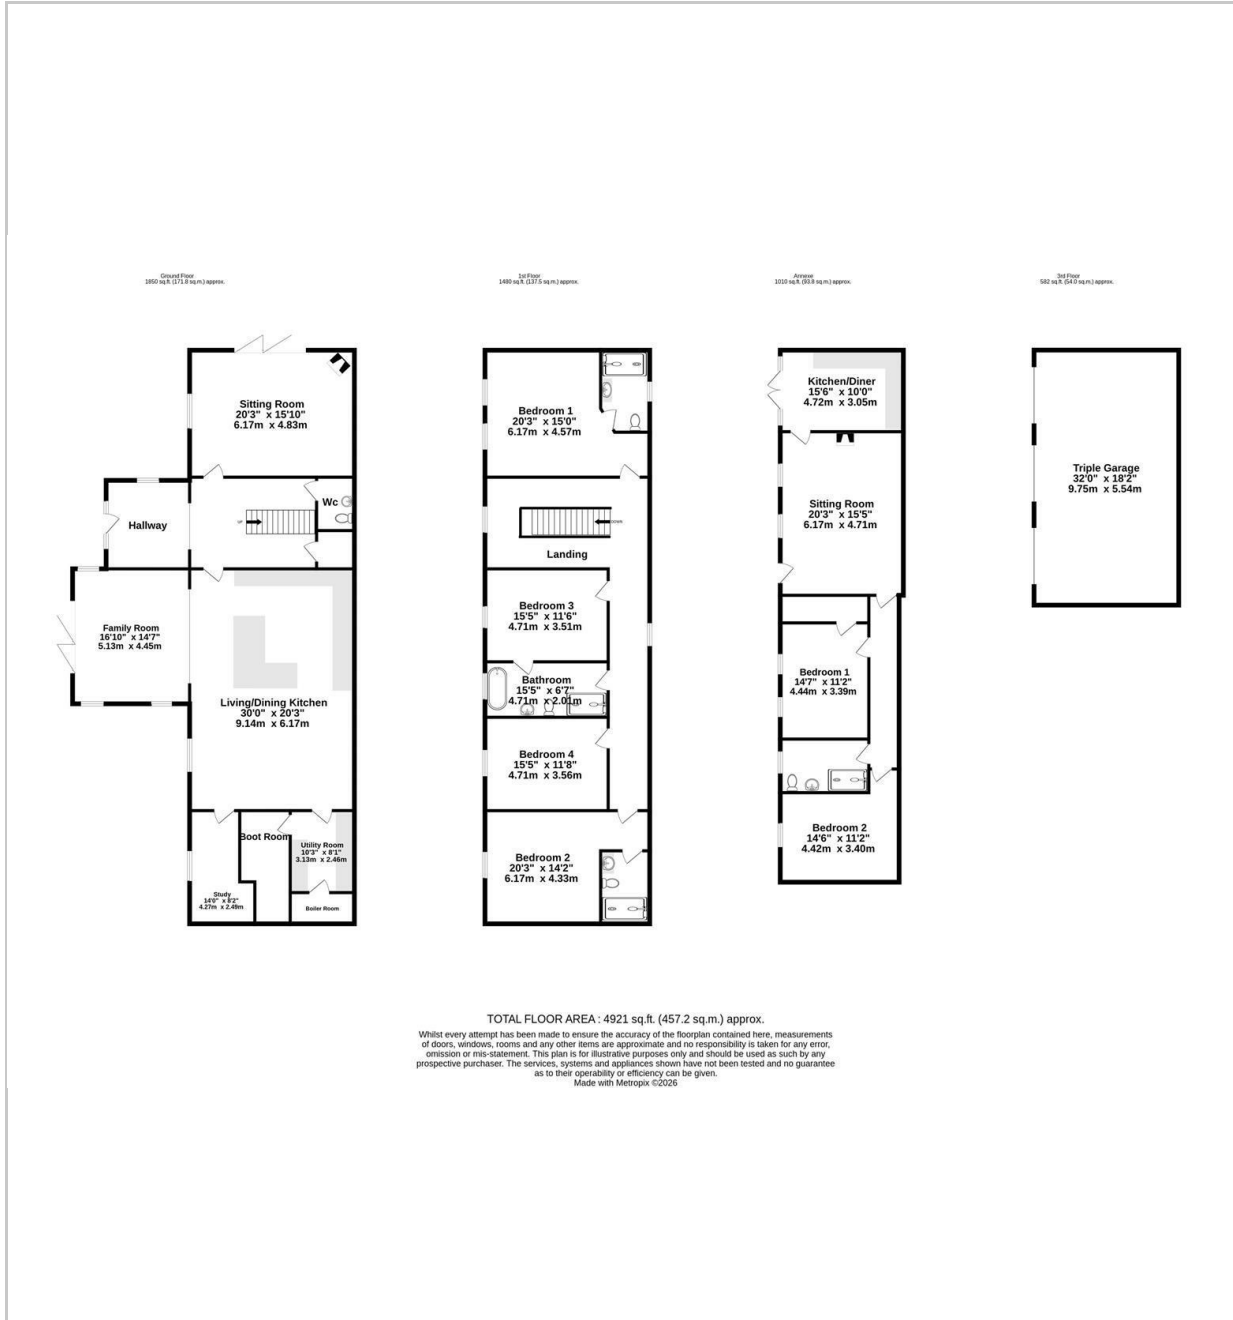 Ground Floor
1850 sq.ft. (171.8 sq.m.) approx.
Sitting Room
20'3" x 15'10"
6.17m x 4.83m
Wc
Hallway
UP
Family Room
16'10" x 14'7"
5.13m x 4.45m
Living/Dining Kitchen
30'0" x 20'3"
9.14m x 6.17m
Boot Room
Utility Room
10'3" x 8'1"
3.13m x 2.46m
Study
14'0" x 8'2"
4.27m x 2.49m
Boiler Room
1st Floor
1480 sq.ft. (137.5 sq.m.) approx.
Bedroom 1
20'3" x 15'0"
6.17m x 4.57m
DOWN
Landing
Bedroom 3
15'5" x 11'6"
4.71m x 3.51m
Bathroom
15'5" x 6'7"
4.71m x 2.01m
Bedroom 4
15'5" x 11'8"
4.71m x 3.56m
Bedroom 2
20'3" x 14'2"
6.17m x 4.33m
Annexe
1010 sq.ft. (93.8 sq.m.) approx.
Kitchen/Diner
15'6" x 10'0"
4.72m x 3.05m
Sitting Room
20'3" x 15'5"
6.17m x 4.71m
Bedroom 1
14'7" x 11'2"
4.44m x 3.39m
Bedroom 2
14'6" x 11'2"
4.42m x 3.40m
3rd Floor
582 sq.ft. (54.0 sq.m.) approx.
Triple Garage
32'0" x 18'2"
9.75m x 5.54m
TOTAL FLOOR AREA : 4921 sq.ft. (457.2 sq.m.) approx.
Whilst every attempt has been made to ensure the accuracy of the floorplan contained here, measurements
of doors, windows, rooms and any other items are approximate and no responsibility is taken for any error,
omission or mis-statement. This plan is for illustrative purposes only and should be used as such by any
prospective purchaser. The services, systems and appliances shown have not been tested and no guarantee
as to their operability or efficiency can be given.
Made with Metropix ©2026